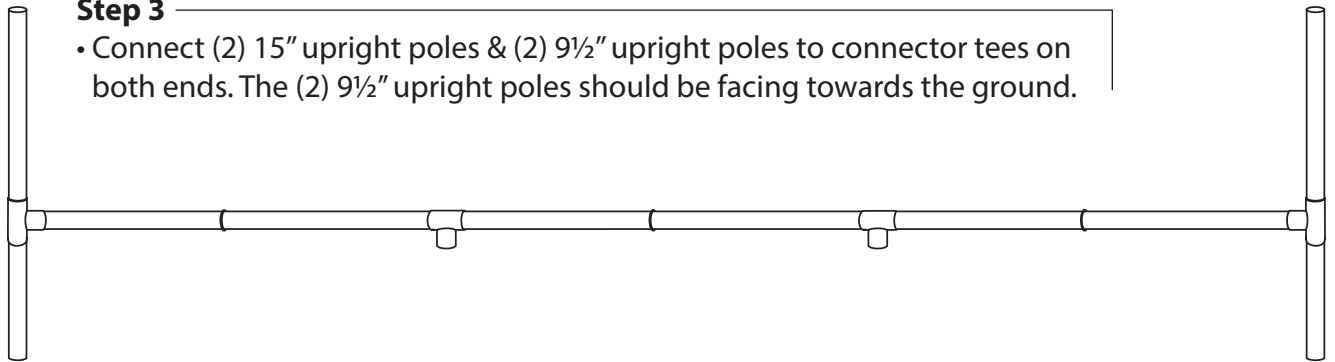 Step 3
• Connect (2) 15” upright poles & (2) 9½” upright poles to connector tees on
both ends. The (2) 9½” upright poles should be facing towards the ground.